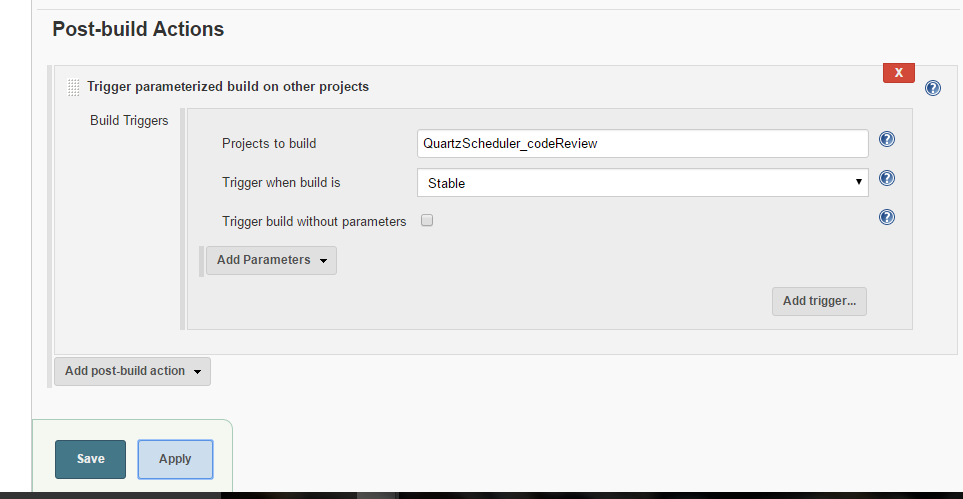 Post-build Actions
X
Trigger parameterized build on other projects
?
Build Triggers
Projects to build QuartzScheduler_codeReview ?
Trigger when build is Stable ?
Trigger build without parameters ?
Add Parameters
Add trigger...
Add post-build action
Save Apply